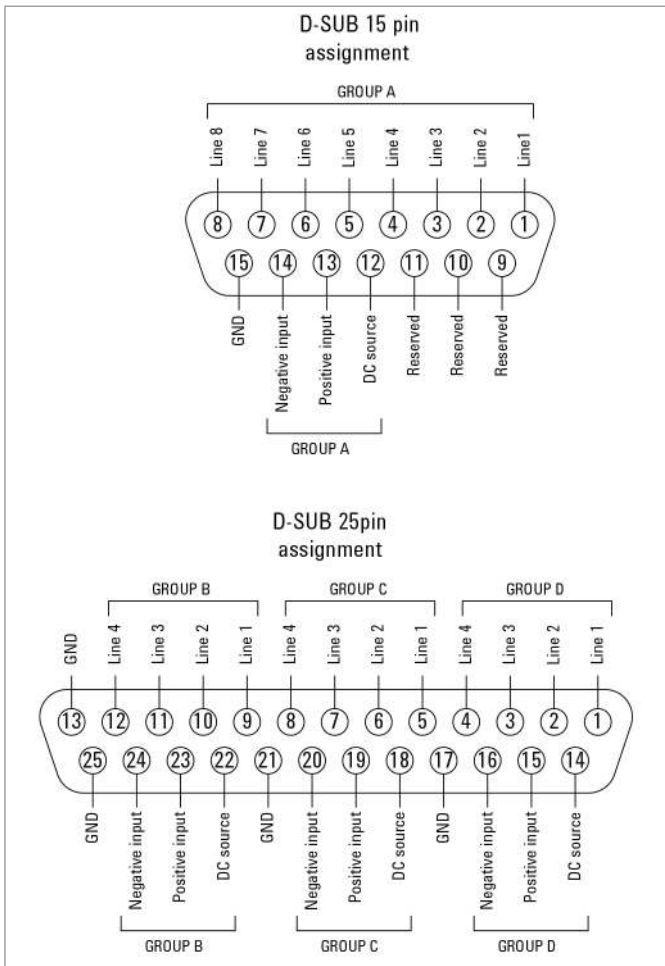 D-SUB 15 pin
assignment
GROUP A
Line 8 Line 7 Line 6 Line 5 Line 4 Line 3 Line 2 Line1
8 7 6 5 4 3 2 1
15 14 13 12 11 10 9
GND Negative input Positive input DC source Reserved Reserved Reserved
GROUP A
D-SUB 25pin
assignment
GROUP B GROUP C GROUP D
GND Line 4 Line 3 Line 2 Line 1 Line 4 Line 3 Line 2 Line 1 Line 4 Line 3 Line 2 Line 1
13 12 11 10 9 8 7 6 5 4 3 2 1
25 24 23 22 21 20 19 18 17 16 15 14
GND Negative input Positive input DC source GND Negative input Positive input DC source GND Negative input Positive input DC source
GROUP B GROUP C GROUP D